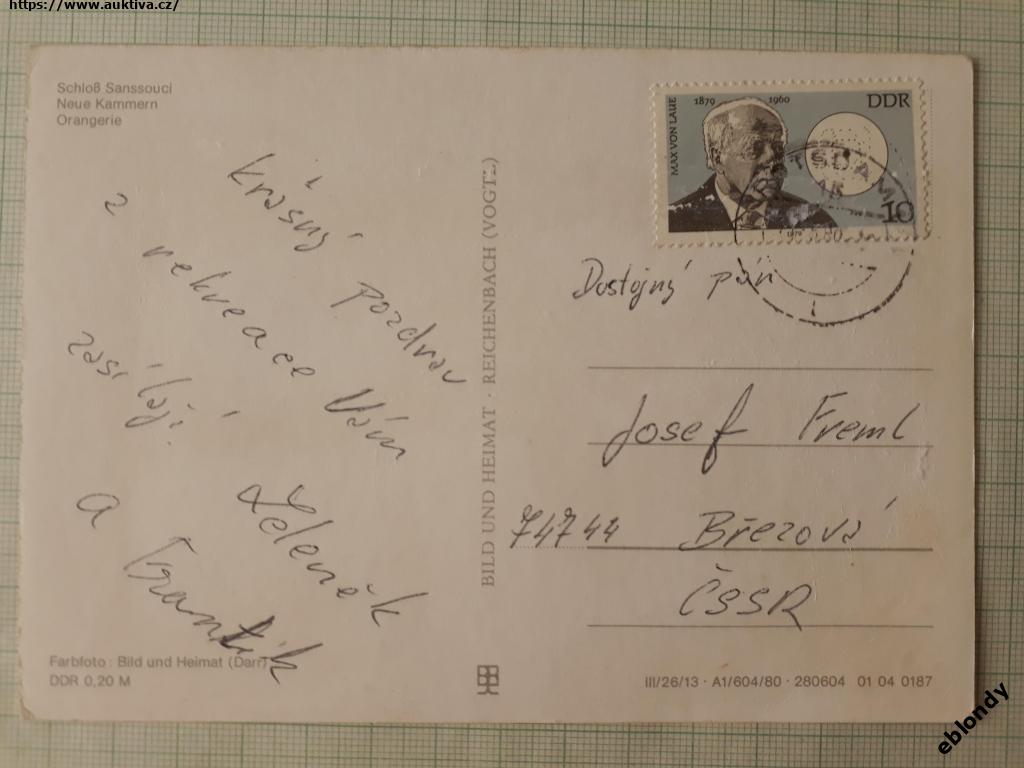 https://www.auktiva.cz/
Schloß Sanssouci
Neue Kammern
Orangerie
Krásný pozdrav
z rekreace Vám
zasílají
a František
BILD UND HEIMAT · REICHENBACH (VOGTL.)
MAX VON LAUE
1879 1960
DDR
10
1979
Dostojný pán
Josef Freml
74744 Březová
ČSSR
Farbfoto: Bild und Heimat (Darr)
DDR 0,20 M
III/26/13 · A1/604/80 · 280604 01 04 0187
eblondy